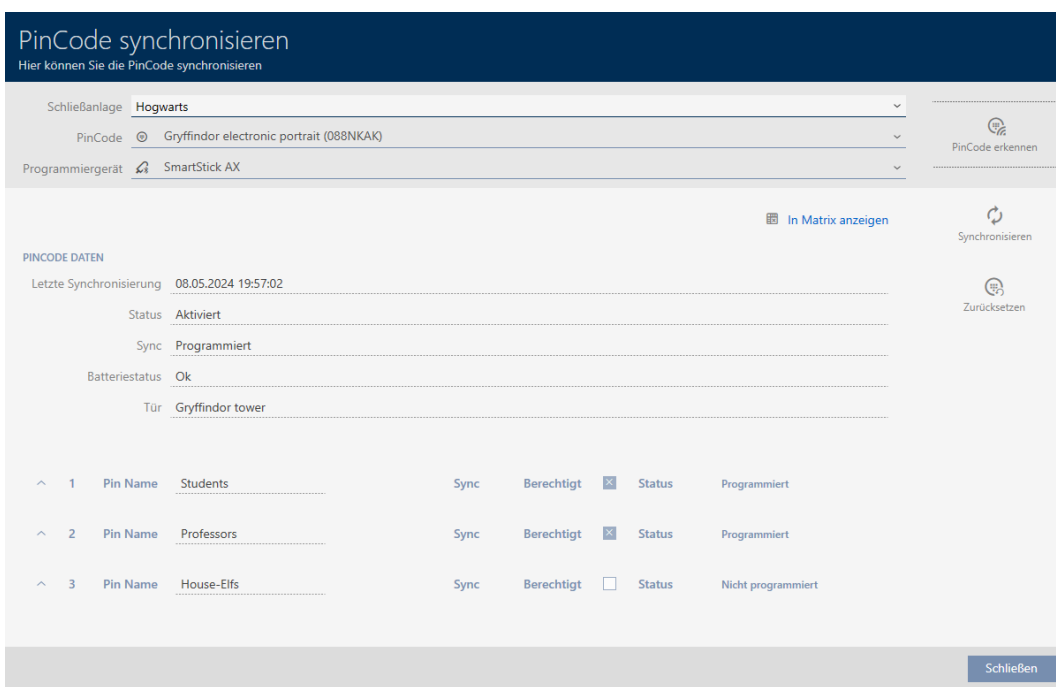 PinCode synchronisieren
Hier können Sie die PinCode synchronisieren
Schließanlage Hogwarts
PinCode Gryffindor electronic portrait (088NKAK)
PinCode erkennen
Programmiergerät SmartStick AX
In Matrix anzeigen
Synchronisieren
PINCODE DATEN
Letzte Synchronisierung 08.05.2024 19:57:02
Zurücksetzen
Status Aktiviert
Sync Programmiert
Batteriestatus Ok
Tür Gryffindor tower
1 Pin Name Students Sync Berechtigt Status Programmiert
2 Pin Name Professors Sync Berechtigt Status Programmiert
3 Pin Name House-Elfs Sync Berechtigt Status Nicht programmiert
Schließen